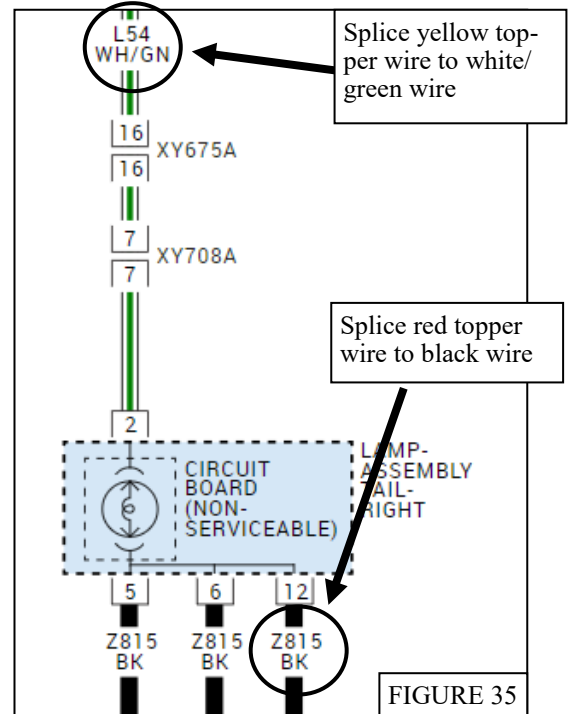 L54
WH/GN
Splice yellow top-
per wire to white/
green wire
16
XY675A
16
7
XY708A
7
Splice red topper
wire to black wire
2
LAMP-
ASSEMBLY
TAIL-
RIGHT
CIRCUIT
BOARD
(NON-
SERVICEABLE)
5
6
12
Z815
BK
Z815
BK
Z815
BK
FIGURE 35